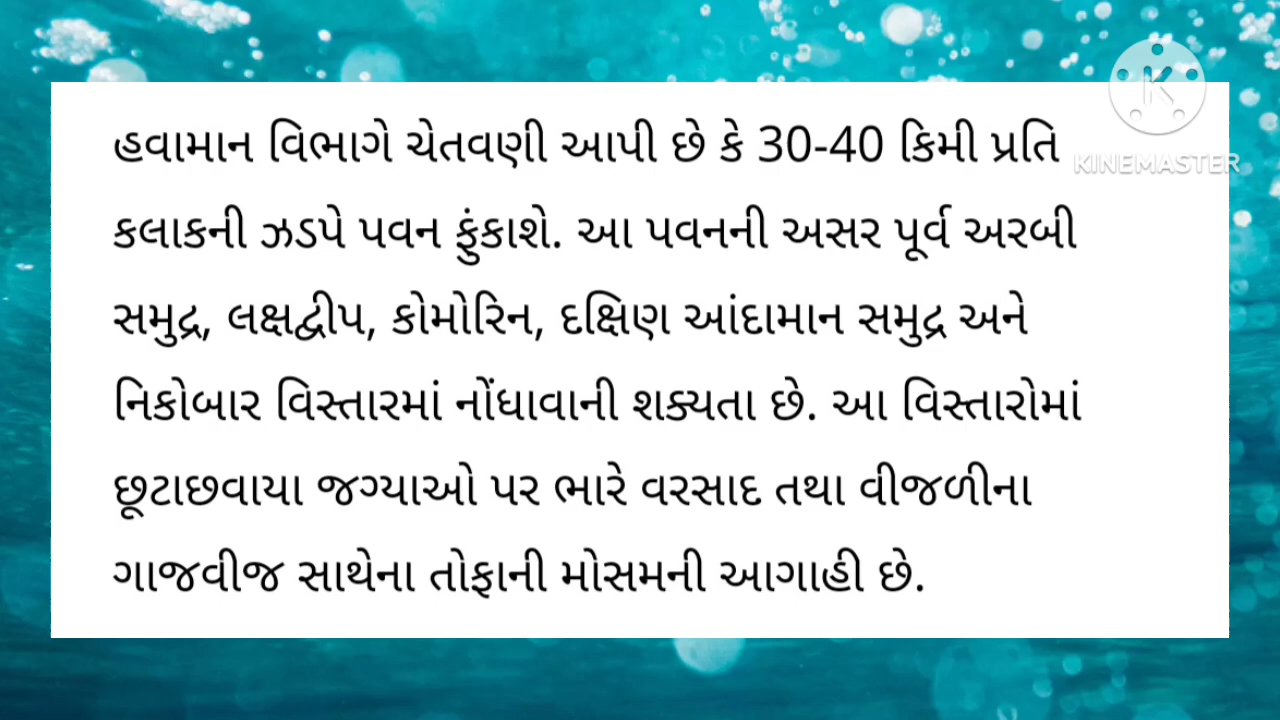 હવામાન વિભાગે ચેતવણી આપી છે કે 30-40 કિમી પ્રતિ
કલાકની ઝડપે પવન ફુંકાશે. આ પવનની અસર પૂર્વ અરબી
સમુદ્ર, લક્ષદ્વીપ, કોમોરિન, દક્ષિણ આંદામાન સમુદ્ર અને
નિકોબાર વિસ્તારમાં નોંધાવાની શક્યતા છે. આ વિસ્તારોમાં
છૂટાછવાયા જગ્યાઓ પર ભારે વરસાદ તથા વીજળીના
ગાજવીજ સાથેના તોફાની મોસમની આગાહી છે.
K
KINEMASTER